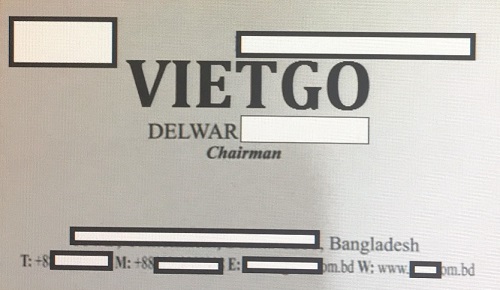 VIETGO
DELWAR
Chairman
, Bangladesh
T: +8 M: +88 E: om.bd W: www. om.bd